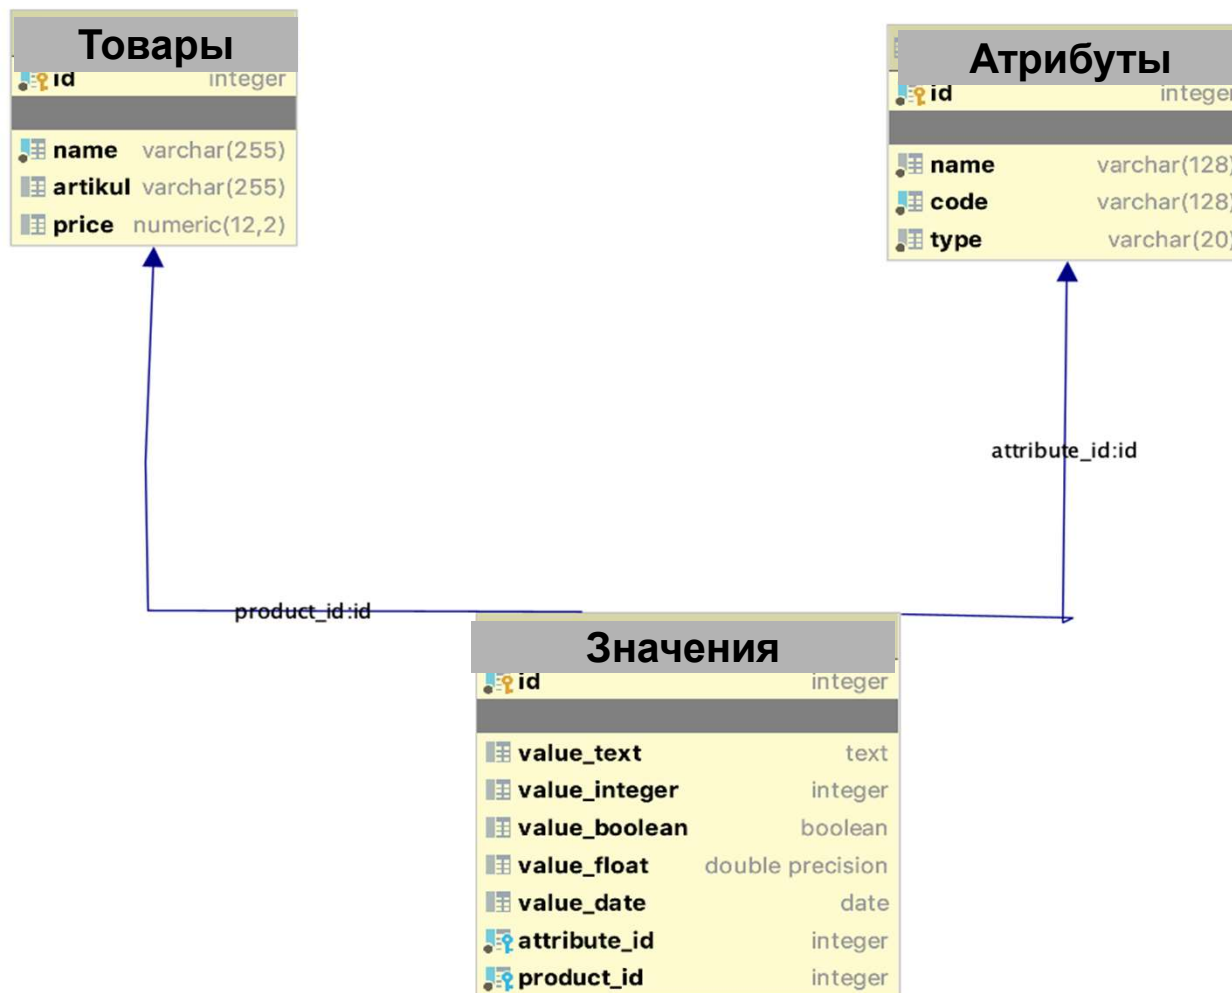 Товары
id integer
name varchar(255)
artikul varchar(255)
price numeric(12,2)
Атрибуты
id integer
name varchar(128)
code varchar(128)
type varchar(20)
attribute_id:id
product_id:id
Значения
id integer
value_text text
value_integer integer
value_boolean boolean
value_float double precision
value_date date
attribute_id integer
product_id integer